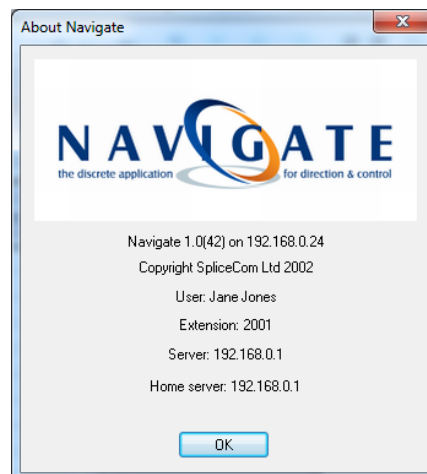 About Navigate
NAVIGATE
the discrete application for direction & control
Navigate 1.0(42) on 192.168.0.24
Copyright SpliceCom Ltd 2002
User: Jane Jones
Extension: 2001
Server: 192.168.0.1
Home server: 192.168.0.1
OK